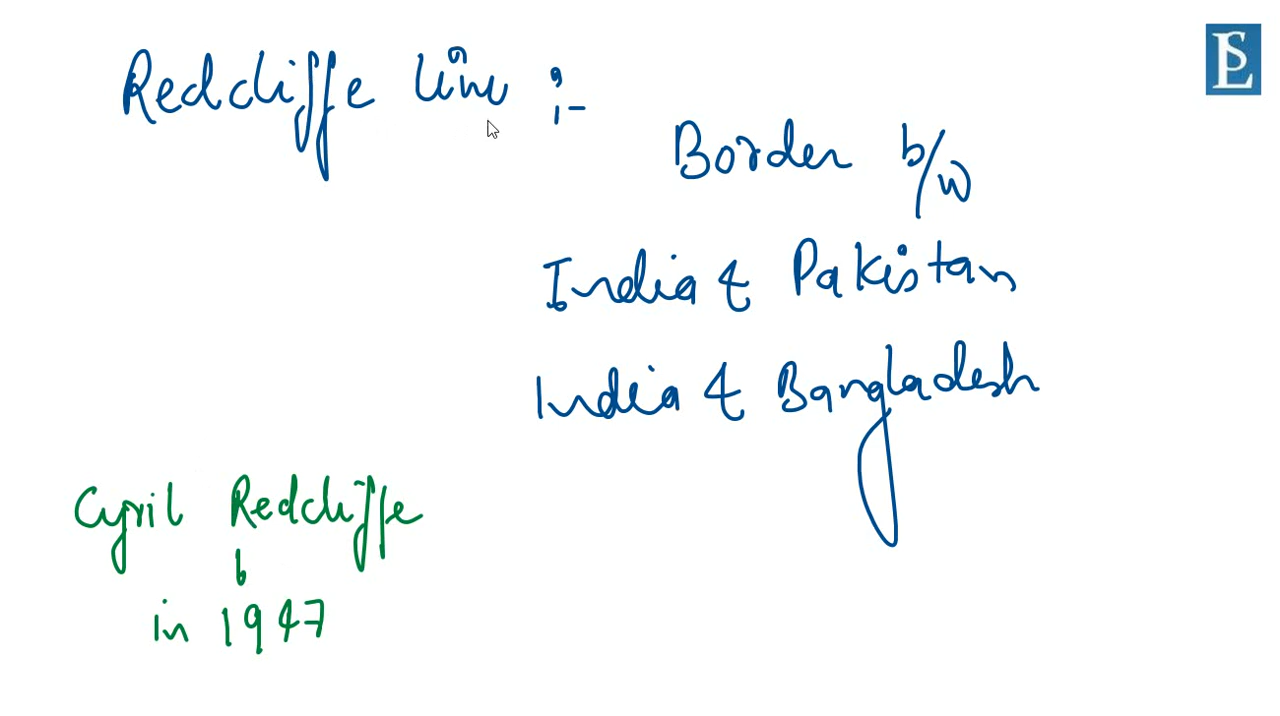 Redcliffe line :-
Border b/w
India & Pakistan
India & Bangladesh
Cyril Redcliffe
in 1947